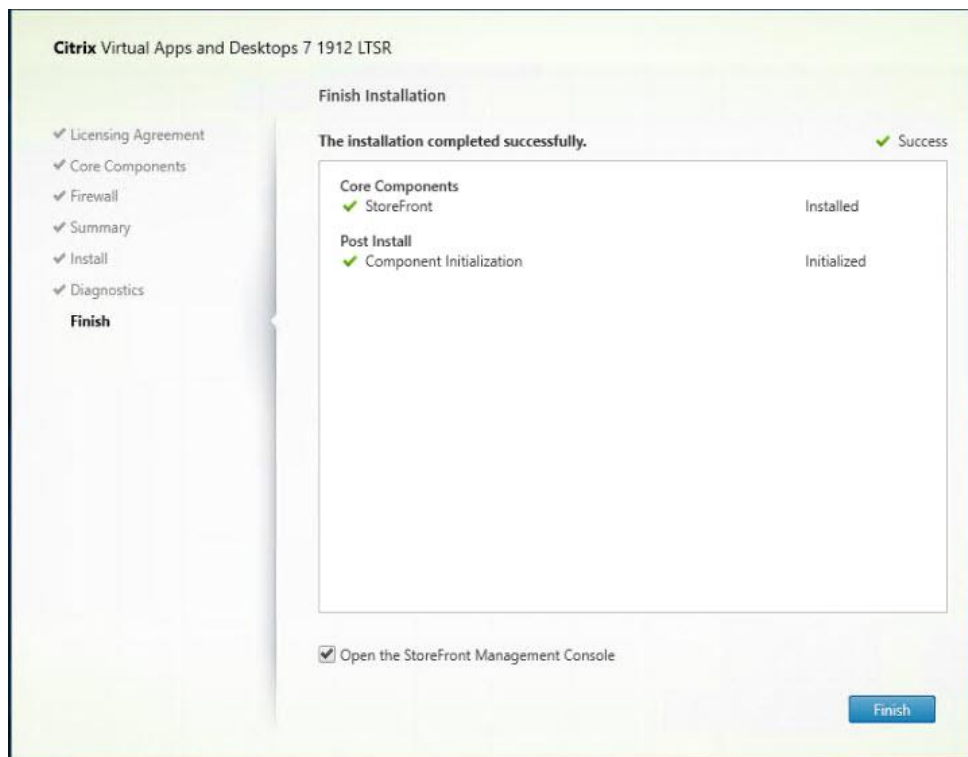 Citrix Virtual Apps and Desktops 7 1912 LTSR
Finish Installation
Licensing Agreement
Core Components
Firewall
Summary
Install
Diagnostics
Finish
The installation completed successfully.
Success
Core Components
StoreFront Installed
Post Install
Component Initialization Initialized
Open the StoreFront Management Console
Finish